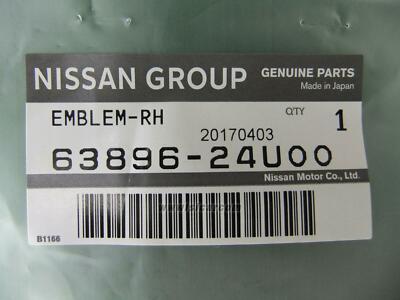 NISSAN GROUP
GENUINE PARTS
Made in Japan
EMBLEM-RH
Q'TY
1
20170403
63896-24U00
Nissan Motor Co., Ltd.
B1166